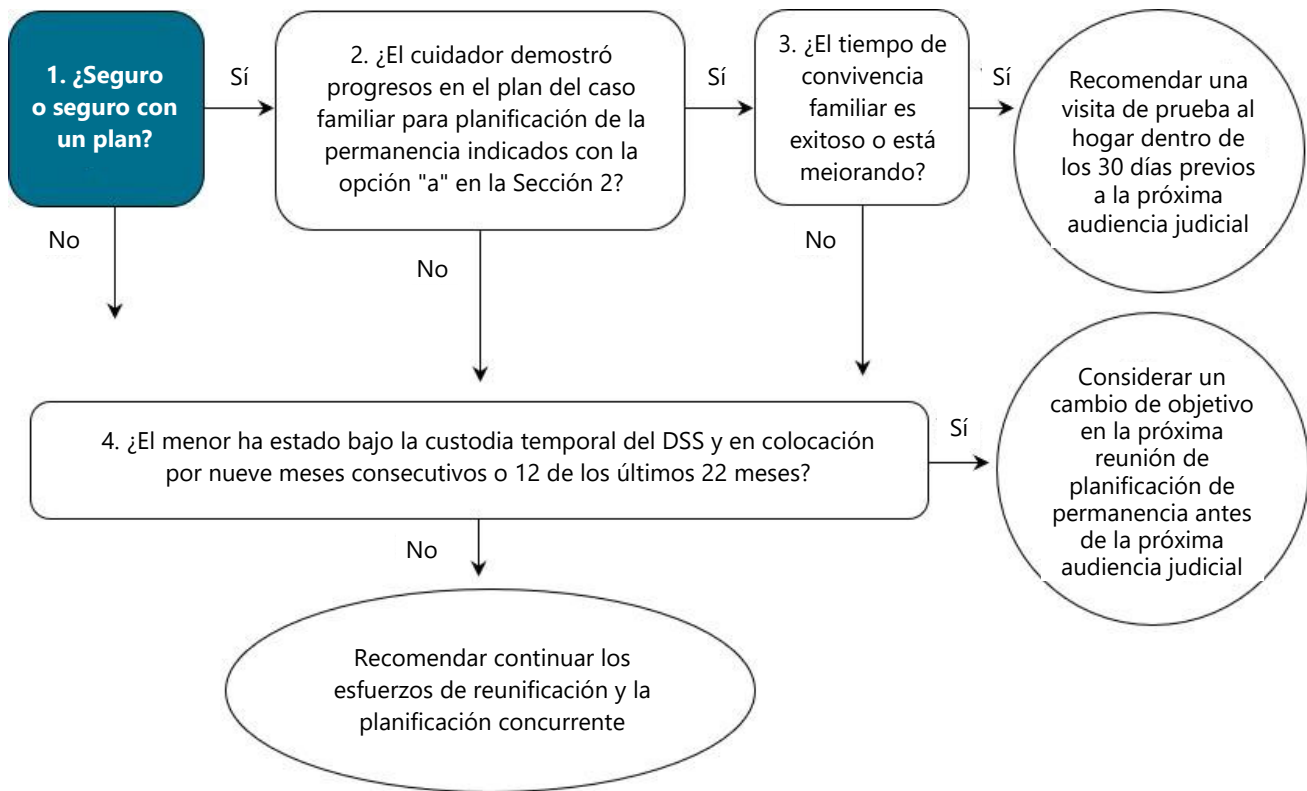 1. ¿Seguro
o seguro con
un plan?
Sí
2. ¿El cuidador demostró
progresos en el plan del caso
familiar para planificación de la
permanencia indicados con la
opción "a" en la Sección 2?
Sí
3. ¿El tiempo de
convivencia
familiar es
exitoso o está
mejorando?
Sí
Recomendar una
visita de prueba al
hogar dentro de
los 30 días previos
a la próxima
audiencia judicial
No
No
No
4. ¿El menor ha estado bajo la custodia temporal del DSS y en colocación
por nueve meses consecutivos o 12 de los últimos 22 meses?
Sí
Considerar un
cambio de objetivo
en la próxima
reunión de
planificación de
permanencia antes
de la próxima
audiencia judicial
No
Recomendar continuar los
esfuerzos de reunificación y la
planificación concurrente